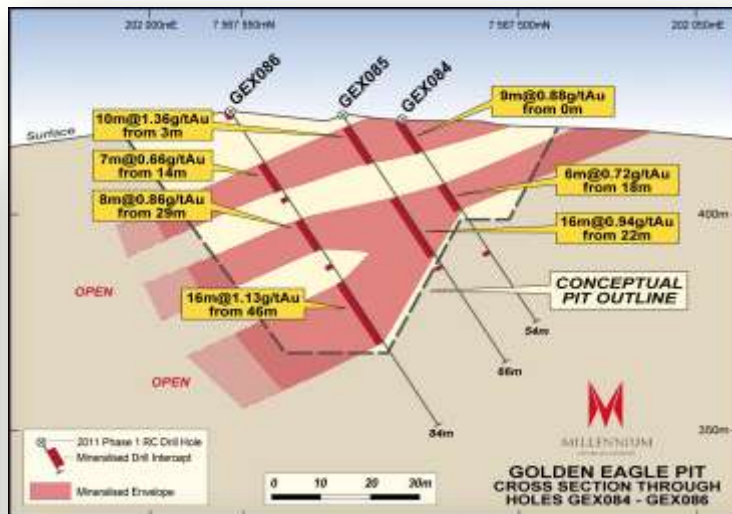 202 000mE
7 567 550mN
7 567 500mN
202 050mE
GEX086
GEX085
GEX084
9m@0.88g/tAu
from 0m
10m@1.36g/tAu
from 3m
Surface
7m@0.66g/tAu
from 14m
6m@0.72g/tAu
from 18m
8m@0.86g/tAu
from 29m
400m
16m@0.94g/tAu
from 22m
OPEN
CONCEPTUAL
PIT OUTLINE
16m@1.13g/tAu
from 46m
54m
OPEN
66m
84m
350m
2011 Phase 1 RC Drill Hole
Mineralised Drill Intercept
Mineralised Envelope
0 10 20 30m
MILLENNIUM
GOLDEN EAGLE PIT
CROSS SECTION THROUGH
HOLES GEX084 - GEX086